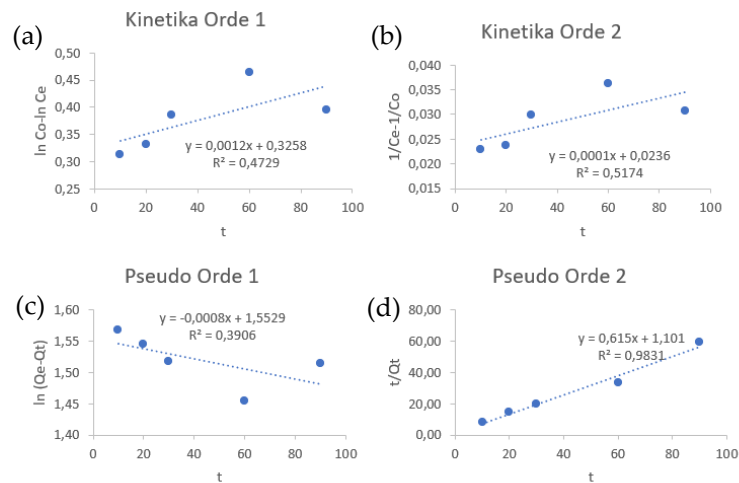 (a)
Kinetika Orde 1
ln Co-ln Ce
0,50
0,45
0,40
0,35
0,30
0,25
y = 0,0012x + 0,3258
R² = 0,4729
0 20 40 60 80 100
t
(b)
Kinetika Orde 2
1/Ce-1/Co
0,040
0,035
0,030
0,025
0,020
0,015
y = 0,0001x + 0,0236
R² = 0,5174
0 20 40 60 80 100
t
(c)
Pseudo Orde 1
ln (Qe-Qt)
1,60
1,55
1,50
1,45
1,40
y = -0,0008x + 1,5529
R² = 0,3906
0 20 40 60 80 100
t
(d)
Pseudo Orde 2
t/Qt
80,00
60,00
40,00
20,00
0,00
y = 0,615x + 1,101
R² = 0,9831
0 20 40 60 80 100
t